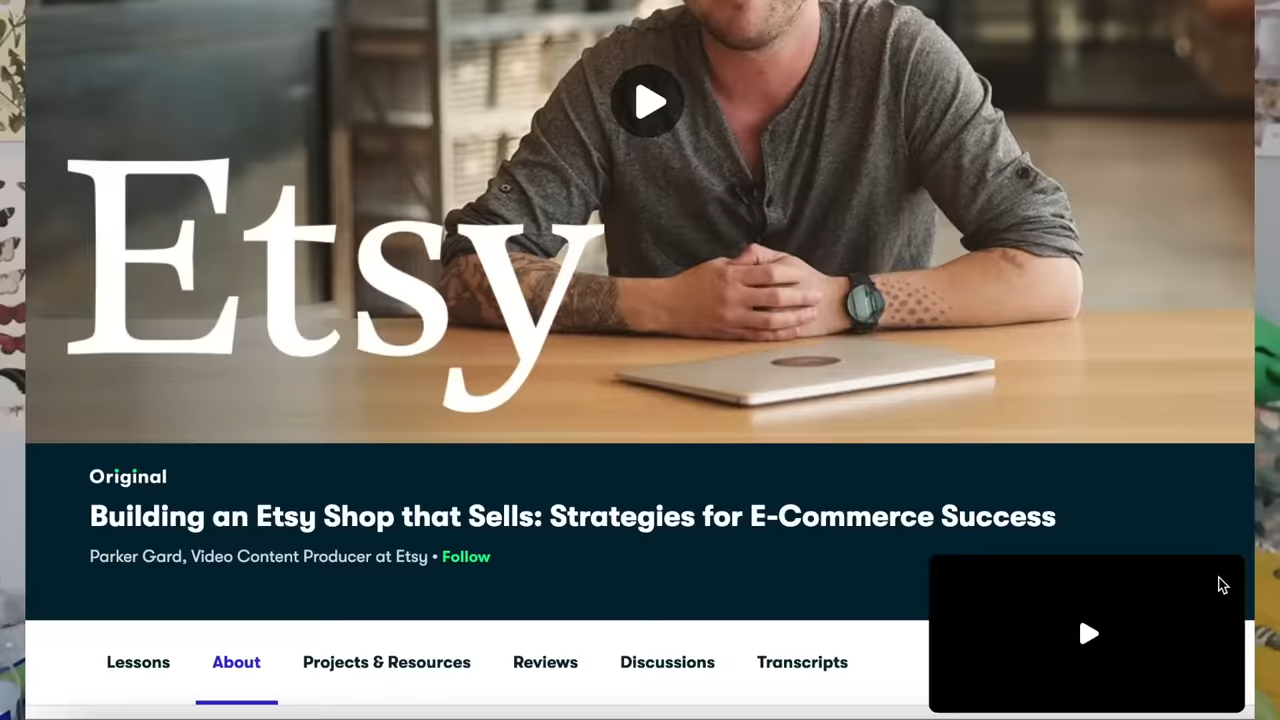 Etsy
Original
Building an Etsy Shop that Sells: Strategies for E-Commerce Success
Parker Gard, Video Content Producer at Etsy • Follow
Lessons About Projects & Resources Reviews Discussions Transcripts